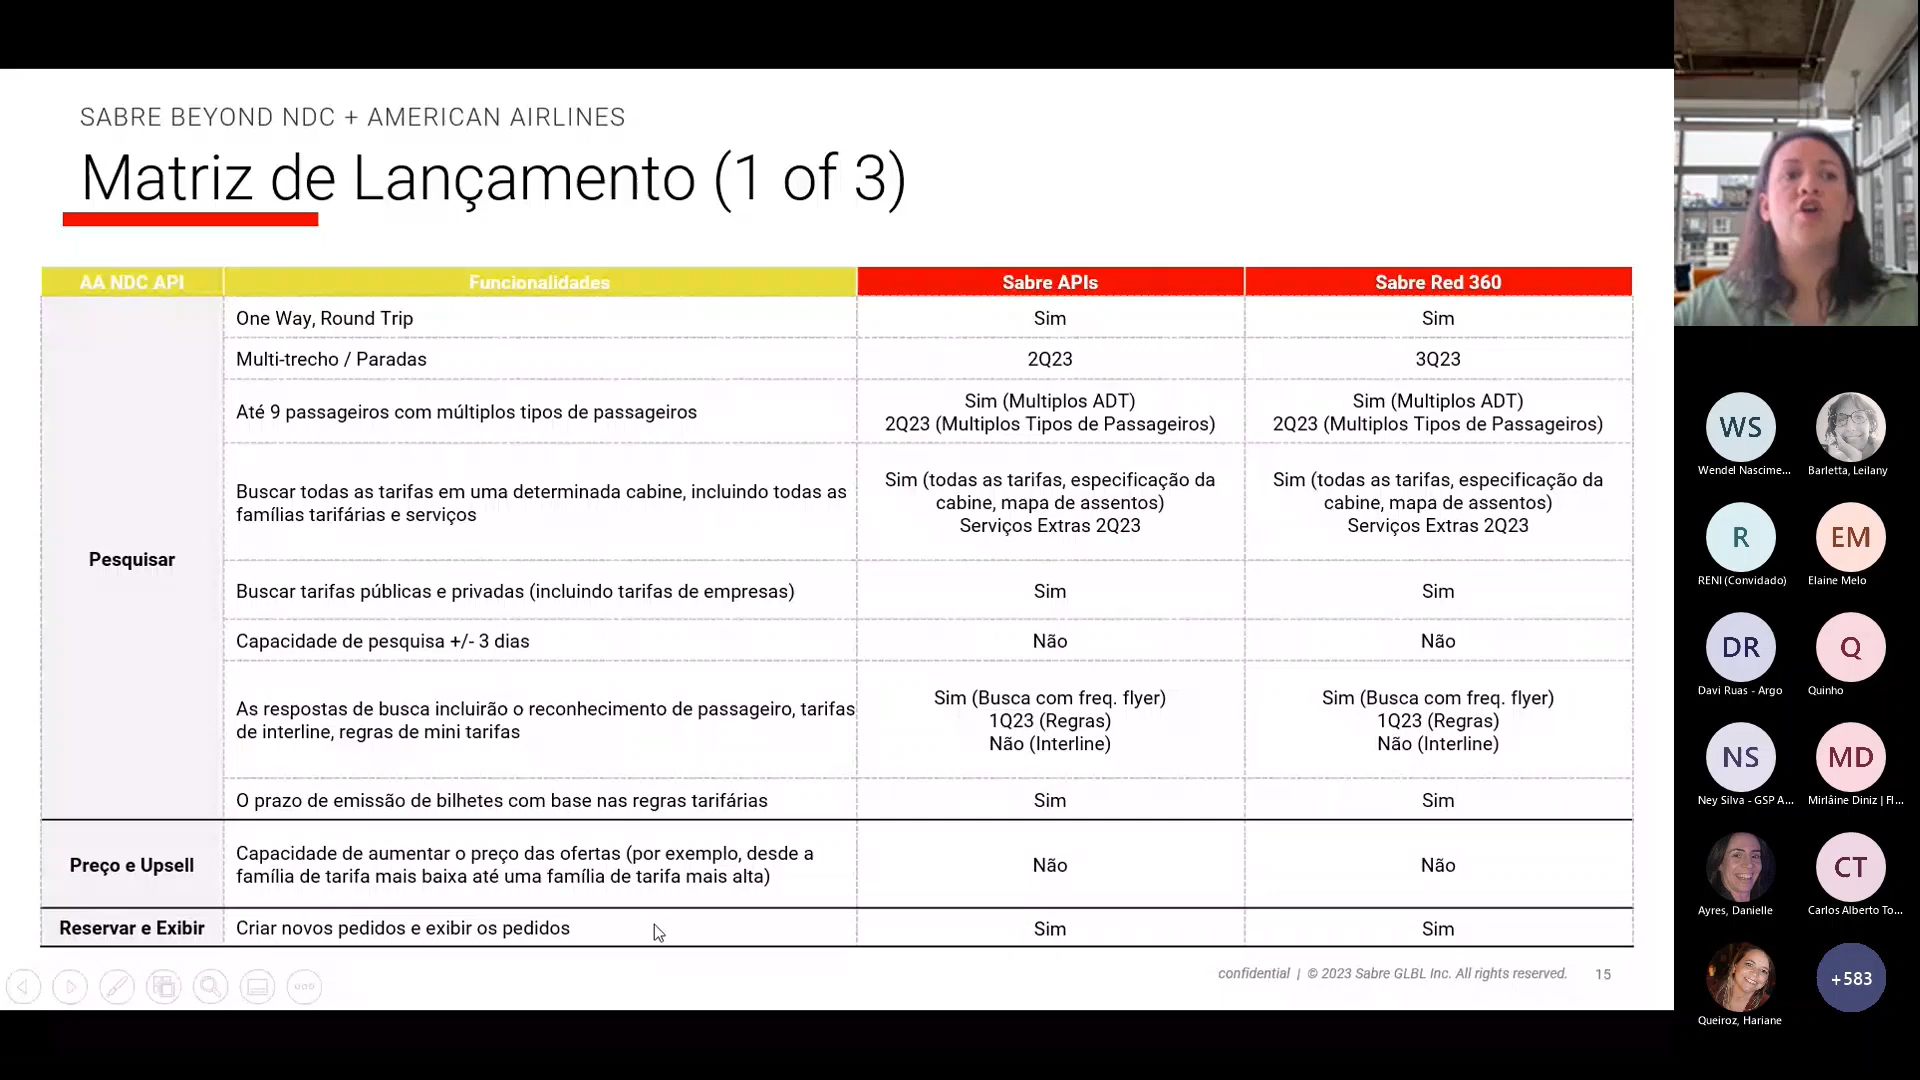 SABRE BEYOND NDC + AMERICAN AIRLINES
Matriz de Lançamento (1 of 3)
AA NDC API
Funcionalidades
Sabre APIs
Sabre Red 360
Pesquisar
One Way, Round Trip
Sim
Sim
Multi-trecho / Paradas
2Q23
3Q23
Até 9 passageiros com múltiplos tipos de passageiros
Sim (Multiplos ADT)
2Q23 (Multiplos Tipos de Passageiros)
Sim (Multiplos ADT)
2Q23 (Multiplos Tipos de Passageiros)
Buscar todas as tarifas em uma determinada cabine, incluindo todas as
famílias tarifárias e serviços
Sim (todas as tarifas, especificação da
cabine, mapa de assentos)
Serviços Extras 2Q23
Sim (todas as tarifas, especificação da
cabine, mapa de assentos)
Serviços Extras 2Q23
Buscar tarifas públicas e privadas (incluindo tarifas de empresas)
Sim
Sim
Capacidade de pesquisa +/- 3 dias
Não
Não
As respostas de busca incluirão o reconhecimento de passageiro, tarifas
de interline, regras de mini tarifas
Sim (Busca com freq. flyer)
1Q23 (Regras)
Não (Interline)
Sim (Busca com freq. flyer)
1Q23 (Regras)
Não (Interline)
O prazo de emissão de bilhetes com base nas regras tarifárias
Sim
Sim
Preço e Upsell
Capacidade de aumentar o preço das ofertas (por exemplo, desde a
família de tarifa mais baixa até uma família de tarifa mais alta)
Não
Não
Reservar e Exibir
Criar novos pedidos e exibir os pedidos
Sim
Sim
confidential | © 2023 Sabre GLBL Inc. All rights reserved. 15
WS
Wendel Nascime...
Barletta, Leilany
R
RENI (Convidado)
EM
Elaine Melo
DR
Davi Ruas - Argo
Q
Quinho
NS
Ney Silva - GSP A...
MD
Mirlâine Diniz | Fl...
Ayres, Danielle
CT
Carlos Alberto To...
Queiroz, Hariane
+583